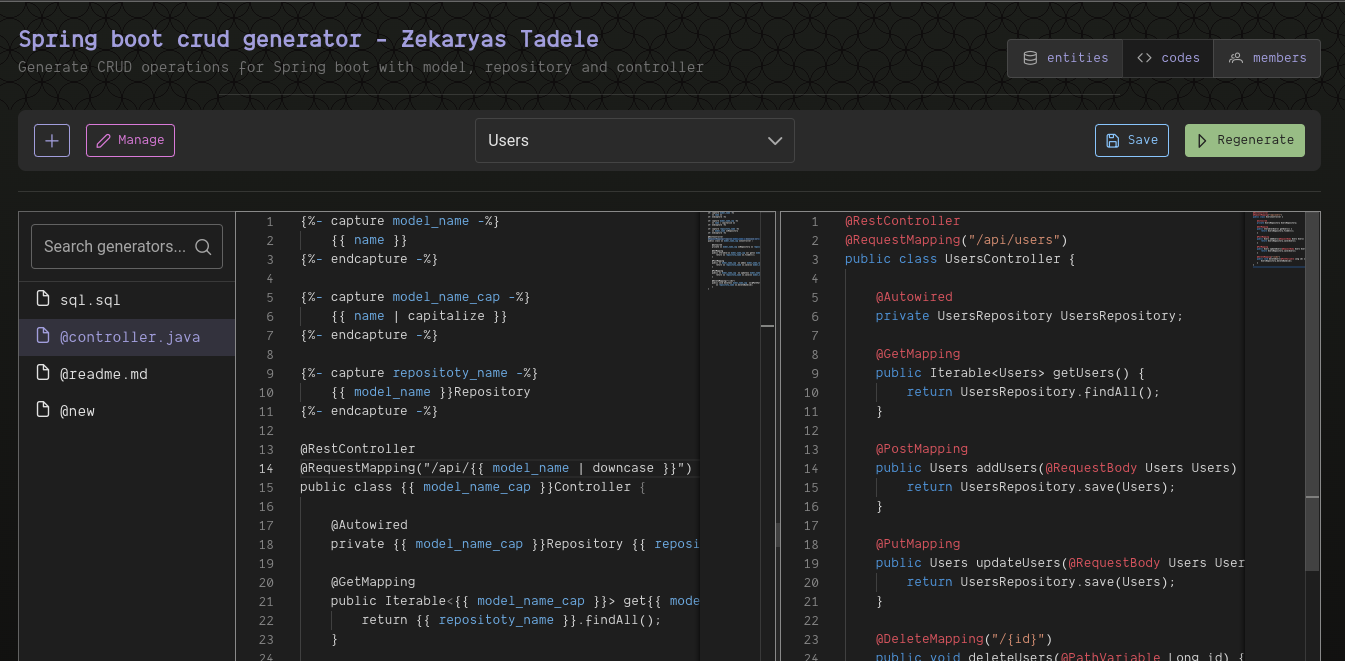 Spring boot crud generator - Zekaryas Tadele
Generate CRUD operations for Spring boot with model, repository and controller
entities
codes
members
+
Manage
Users
Save
Regenerate
Search generators...
sql.sql
@controller.java
@readme.md
@new
1 {%- capture model_name -%}
2     {{ name }}
3 {%- endcapture -%}
4
5 {%- capture model_name_cap -%}
6     {{ name | capitalize }}
7 {%- endcapture -%}
8
9 {%- capture repositoty_name -%}
10     {{ model_name }}Repository
11 {%- endcapture -%}
12
13 @RestController
14 @RequestMapping("/api/{{ model_name | downcase }}")
15 public class {{ model_name_cap }}Controller {
16
17     @Autowired
18     private {{ model_name_cap }}Repository {{ reposi
19
20     @GetMapping
21     public Iterable<{{ model_name_cap }}> get{{ mode
22         return {{ repositoty_name }}.findAll();
23     }
24
1 @RestController
2 @RequestMapping("/api/users")
3 public class UsersController {
4
5     @Autowired
6     private UsersRepository UsersRepository;
7
8     @GetMapping
9     public Iterable<Users> getUsers() {
10         return UsersRepository.findAll();
11     }
12
13     @PostMapping
14     public Users addUsers(@RequestBody Users Users)
15         return UsersRepository.save(Users);
16     }
17
18     @PutMapping
19     public Users updateUsers(@RequestBody Users User
20         return UsersRepository.save(Users);
21     }
22
23     @DeleteMapping("/{id}")
24     public void deleteUsers(@PathVariable Long id) {